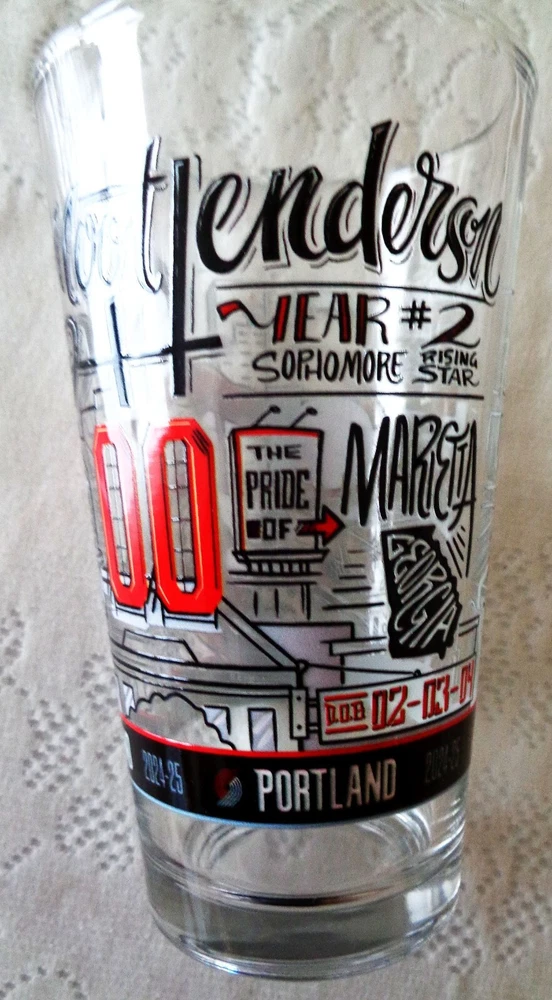 Henderson
YEAR #2
SOPHOMORE RISING STAR
00
THE
PRIDE
OF
MARIETTA
GEORGIA
D.O.B 02-03-04
2024-25 PORTLAND 2024-25